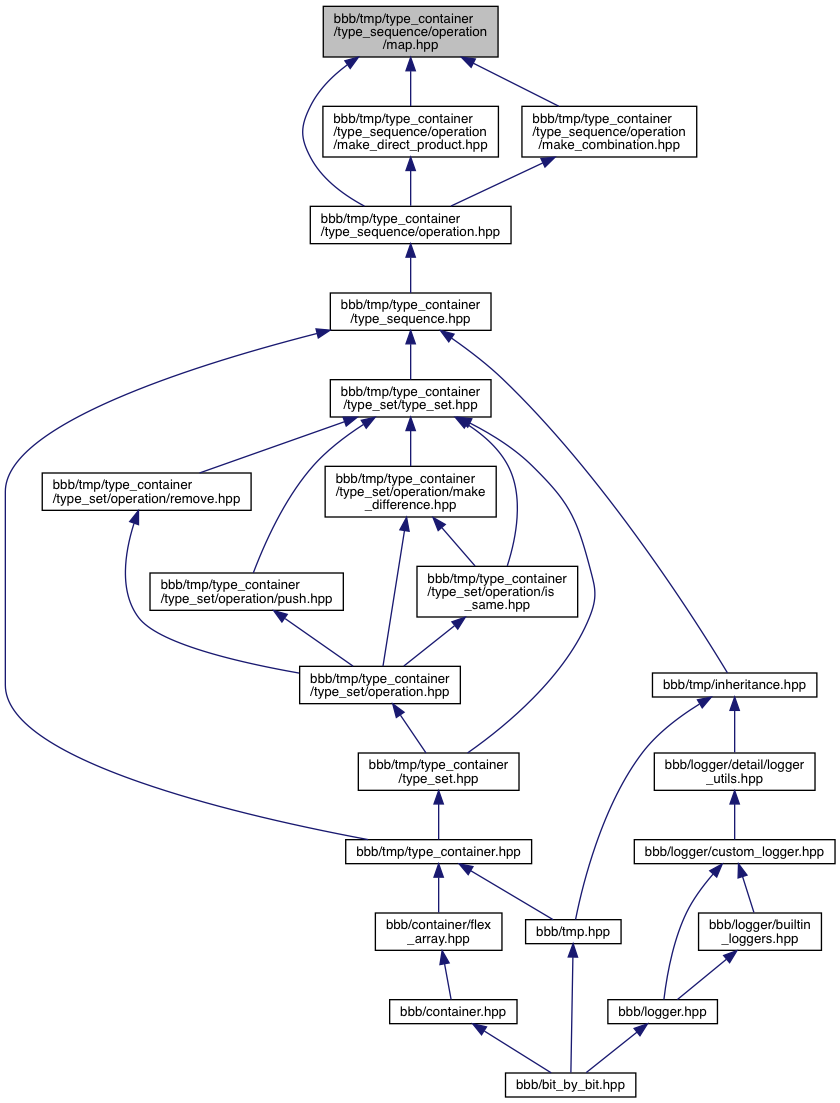 bbb/tmp/type_container
/type_sequence/operation
/map.hpp
bbb/tmp/type_container
/type_sequence/operation
/make_direct_product.hpp
bbb/tmp/type_container
/type_sequence/operation
/make_combination.hpp
bbb/tmp/type_container
/type_sequence/operation.hpp
bbb/tmp/type_container
/type_sequence.hpp
bbb/tmp/type_container
/type_set/type_set.hpp
bbb/tmp/type_container
/type_set/operation/remove.hpp
bbb/tmp/type_container
/type_set/operation/make
_difference.hpp
bbb/tmp/type_container
/type_set/operation/push.hpp
bbb/tmp/type_container
/type_set/operation/is
_same.hpp
bbb/tmp/type_container
/type_set/operation.hpp
bbb/tmp/inheritance.hpp
bbb/tmp/type_container
/type_set.hpp
bbb/logger/detail/logger
_utils.hpp
bbb/tmp/type_container.hpp
bbb/logger/custom_logger.hpp
bbb/container/flex
_array.hpp
bbb/tmp.hpp
bbb/logger/builtin
_loggers.hpp
bbb/container.hpp
bbb/logger.hpp
bbb/bit_by_bit.hpp